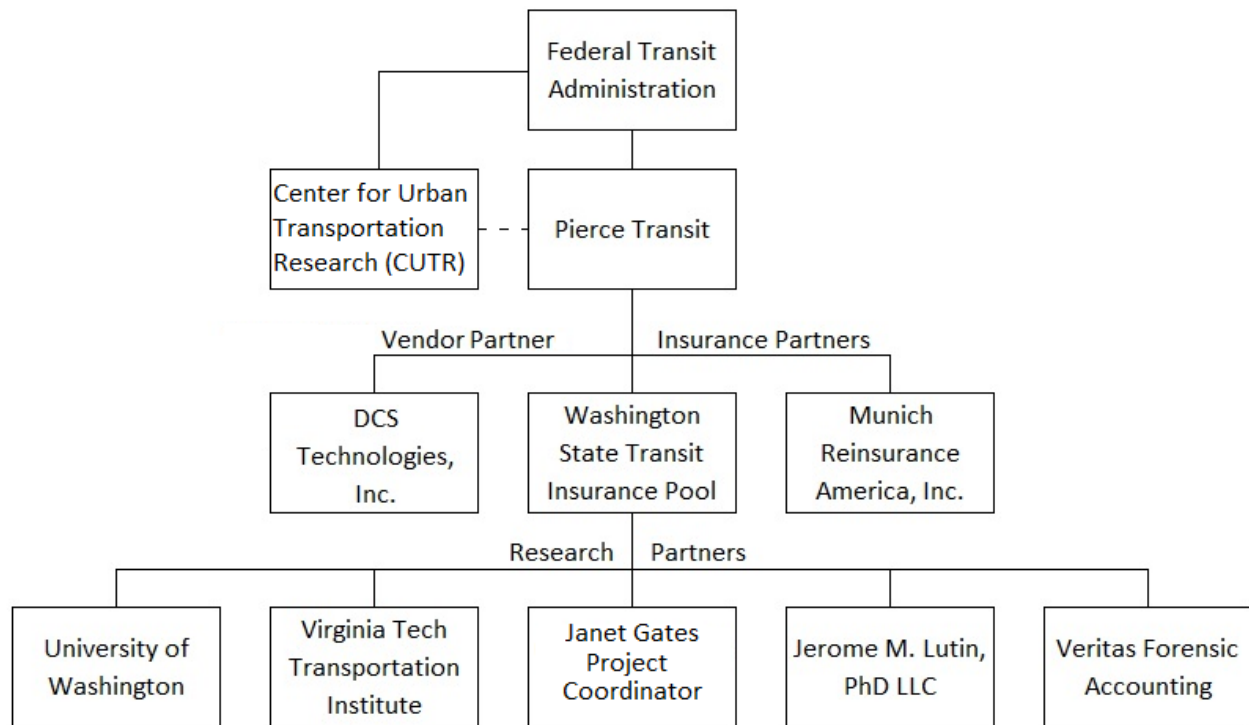 Federal Transit
Administration
Center for Urban
Transportation
Research (CUTR)
Pierce Transit
Vendor Partner
Insurance Partners
DCS
Technologies,
Inc.
Washington
State Transit
Insurance Pool
Munich
Reinsurance
America, Inc.
Research Partners
University of
Washington
Virginia Tech
Transportation
Institute
Janet Gates
Project
Coordinator
Jerome M. Lutin,
PhD LLC
Veritas Forensic
Accounting